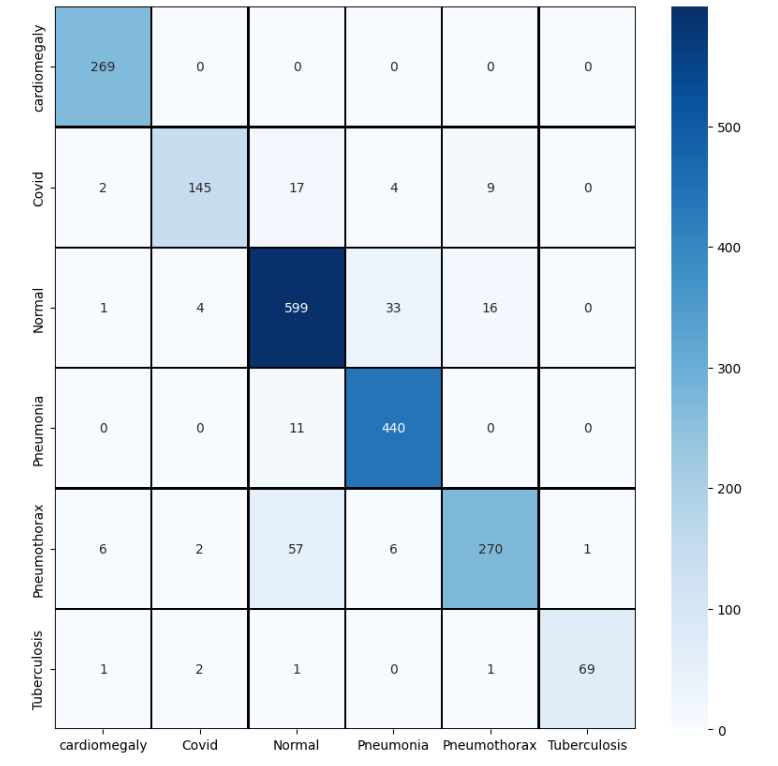 cardiomegaly 269 0 0 0 0 0
Covid 2 145 17 4 9 0
Normal 1 4 599 33 16 0
Pneumonia 0 0 11 440 0 0
Pneumothorax 6 2 57 6 270 1
Tuberculosis 1 2 1 0 1 69
cardiomegaly Covid Normal Pneumonia Pneumothorax Tuberculosis
500
400
300
200
100
0